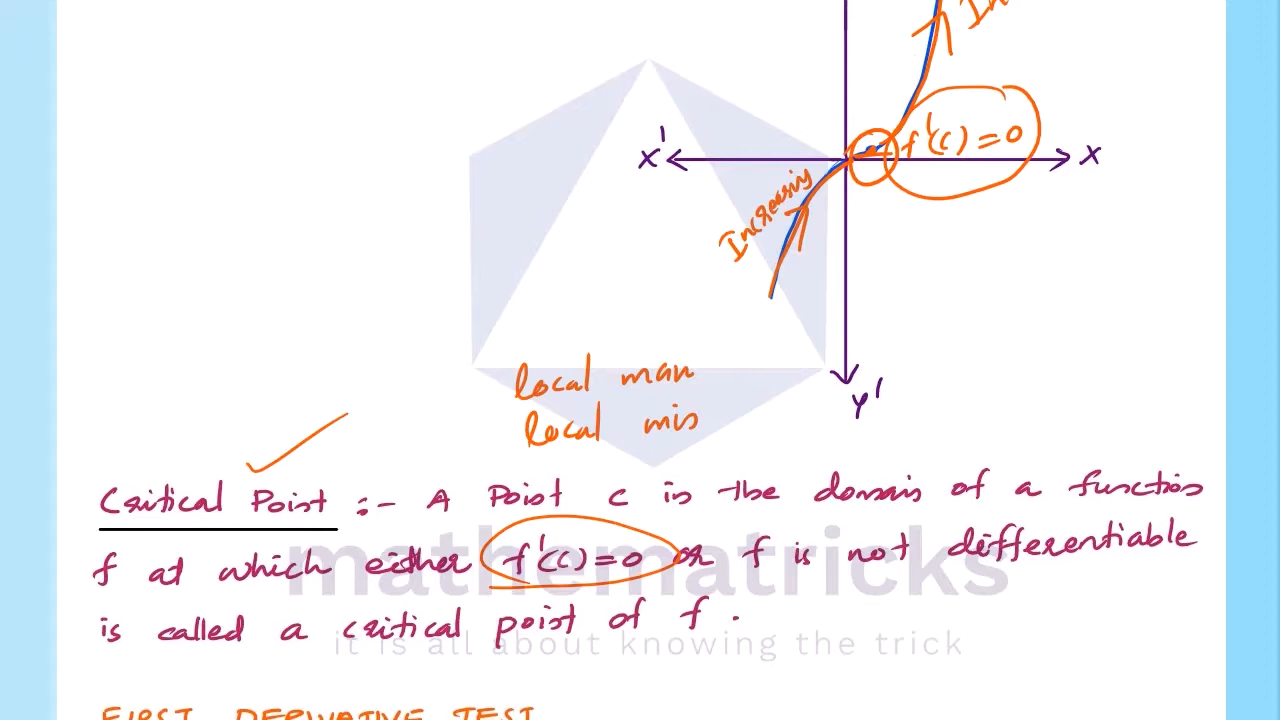 In
f'(c) = 0
X'
X
Increasing
Y'
local max
local min
Critical Point :- A Point c in the domain of a function
f at which either f'(c) = 0 or f is not differentiable
is called a critical point of f.
mathematricks
it is all about knowing the trick
FIRST DERIVATIVE TEST